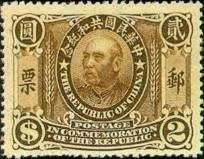 中華民國共和紀念
貳圓
郵票
THE REPUBLIC OF CHINA
POSTAGE
IN COMMEMORATION
OF THE REPUBLIC
$2